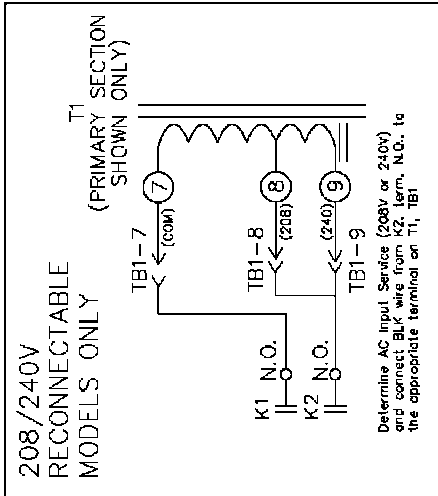 208/240V
RECONNECTABLE
MODELS ONLY
T1
(PRIMARY SECTION
SHOWN ONLY)
7
8
9
(COM)
(208)
(240)
TB1-7
TB1-8
TB1-9
K1
N.O.
K2
N.O.
Determine AC Input Service (208V or 240V)
and connect BLK wire from K2, term. N.O., to
the appropriate terminal on T1, TB1